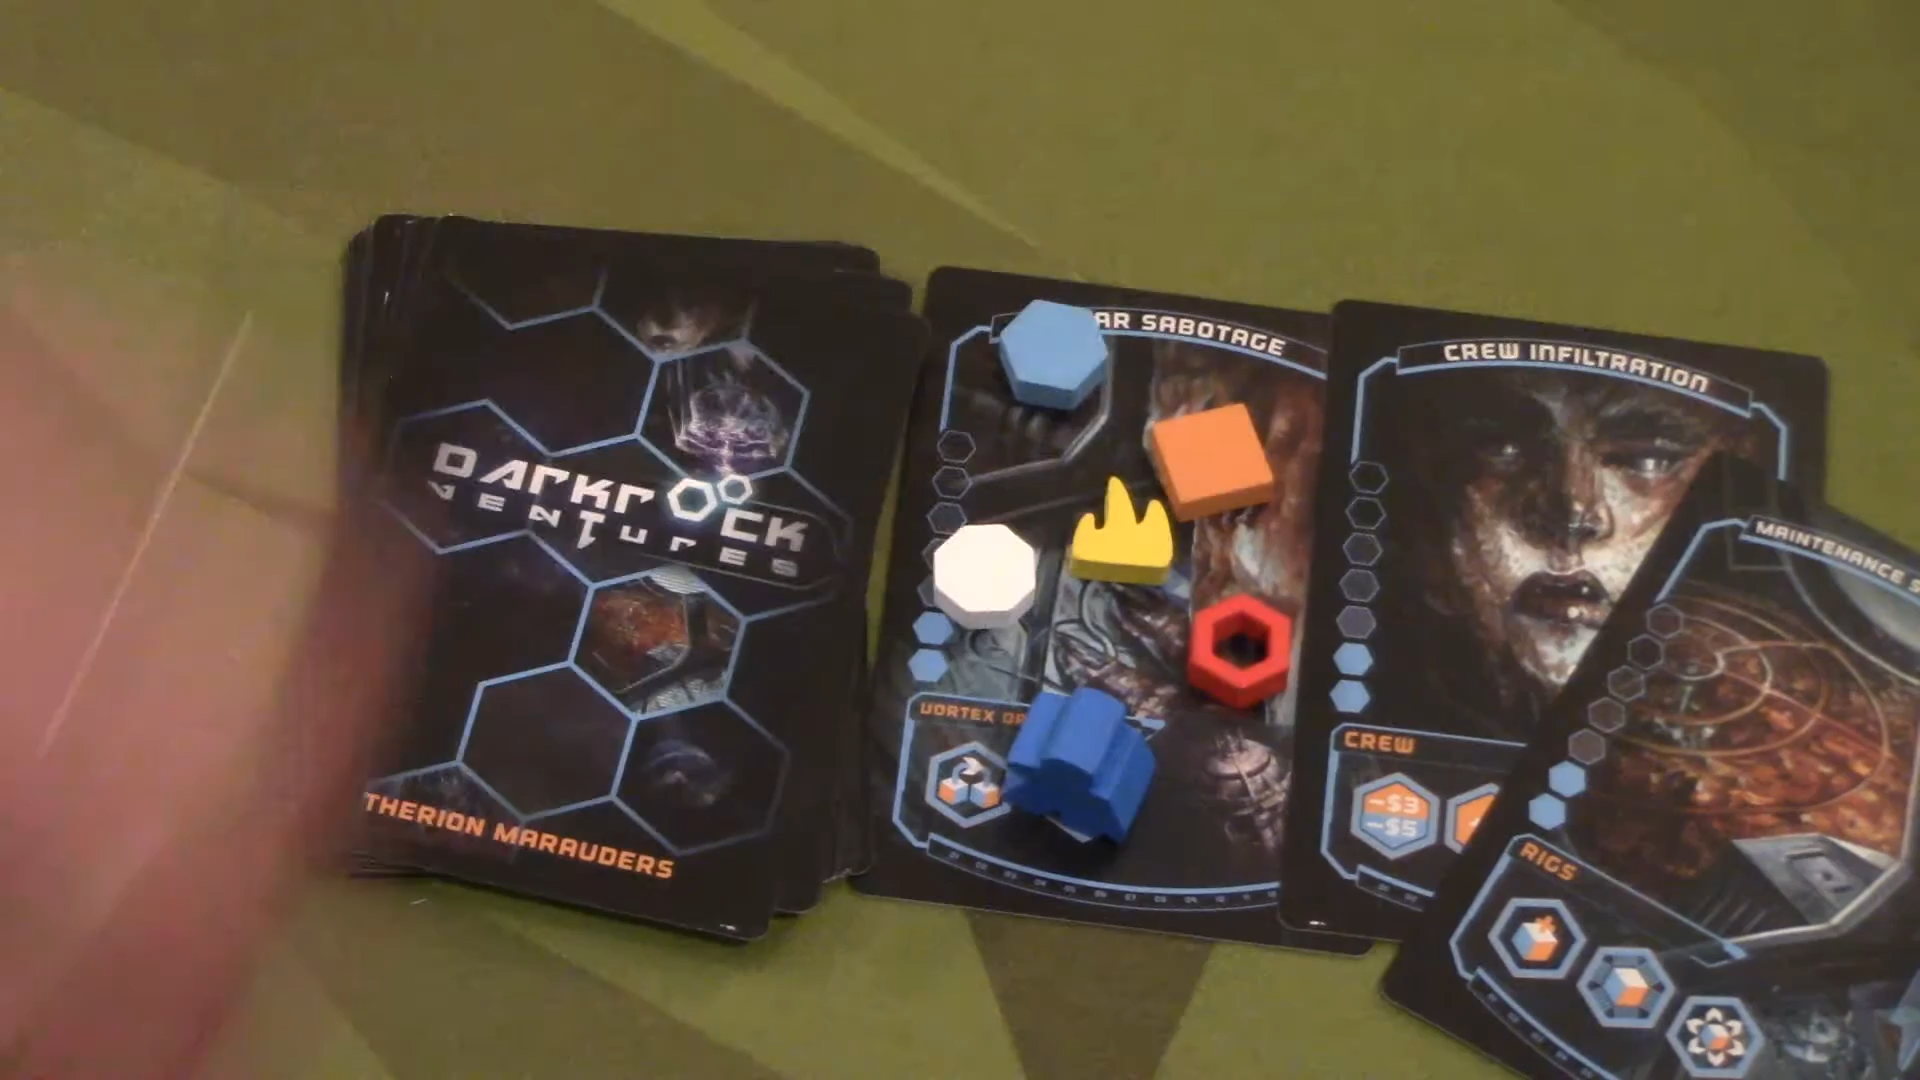 DARKROCK
VENTURES
THERION MARAUDERS
AR SABOTAGE
VORTEX
CREW INFILTRATION
CREW
-$3
-$5
MAINTENANCE S
RIGS